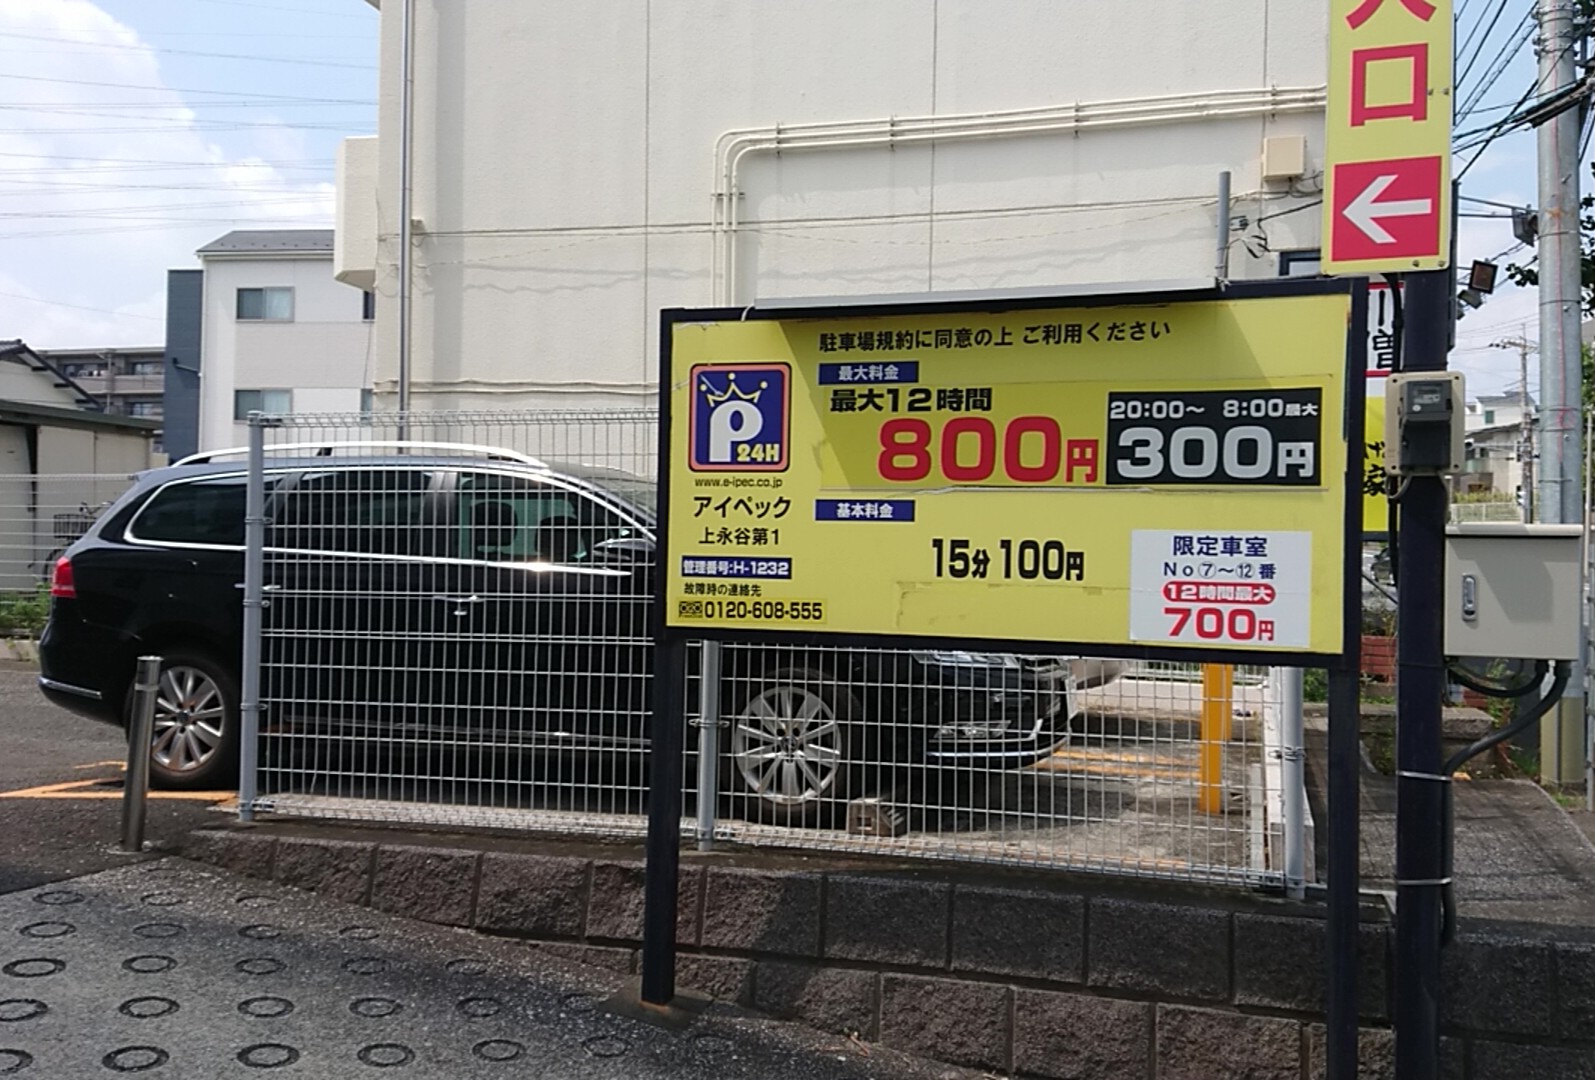 入口
駐車場規約に同意の上 ご利用ください
最大料金
最大12時間
800円
20:00～ 8:00最大
300円
P
24H
www.e-ipec.co.jp
アイペック
上永谷第1
管理番号:H-1232
故障時の連絡先
0120-608-555
基本料金
15分 100円
限定車室
No⑦～⑫番
12時間最大
700円